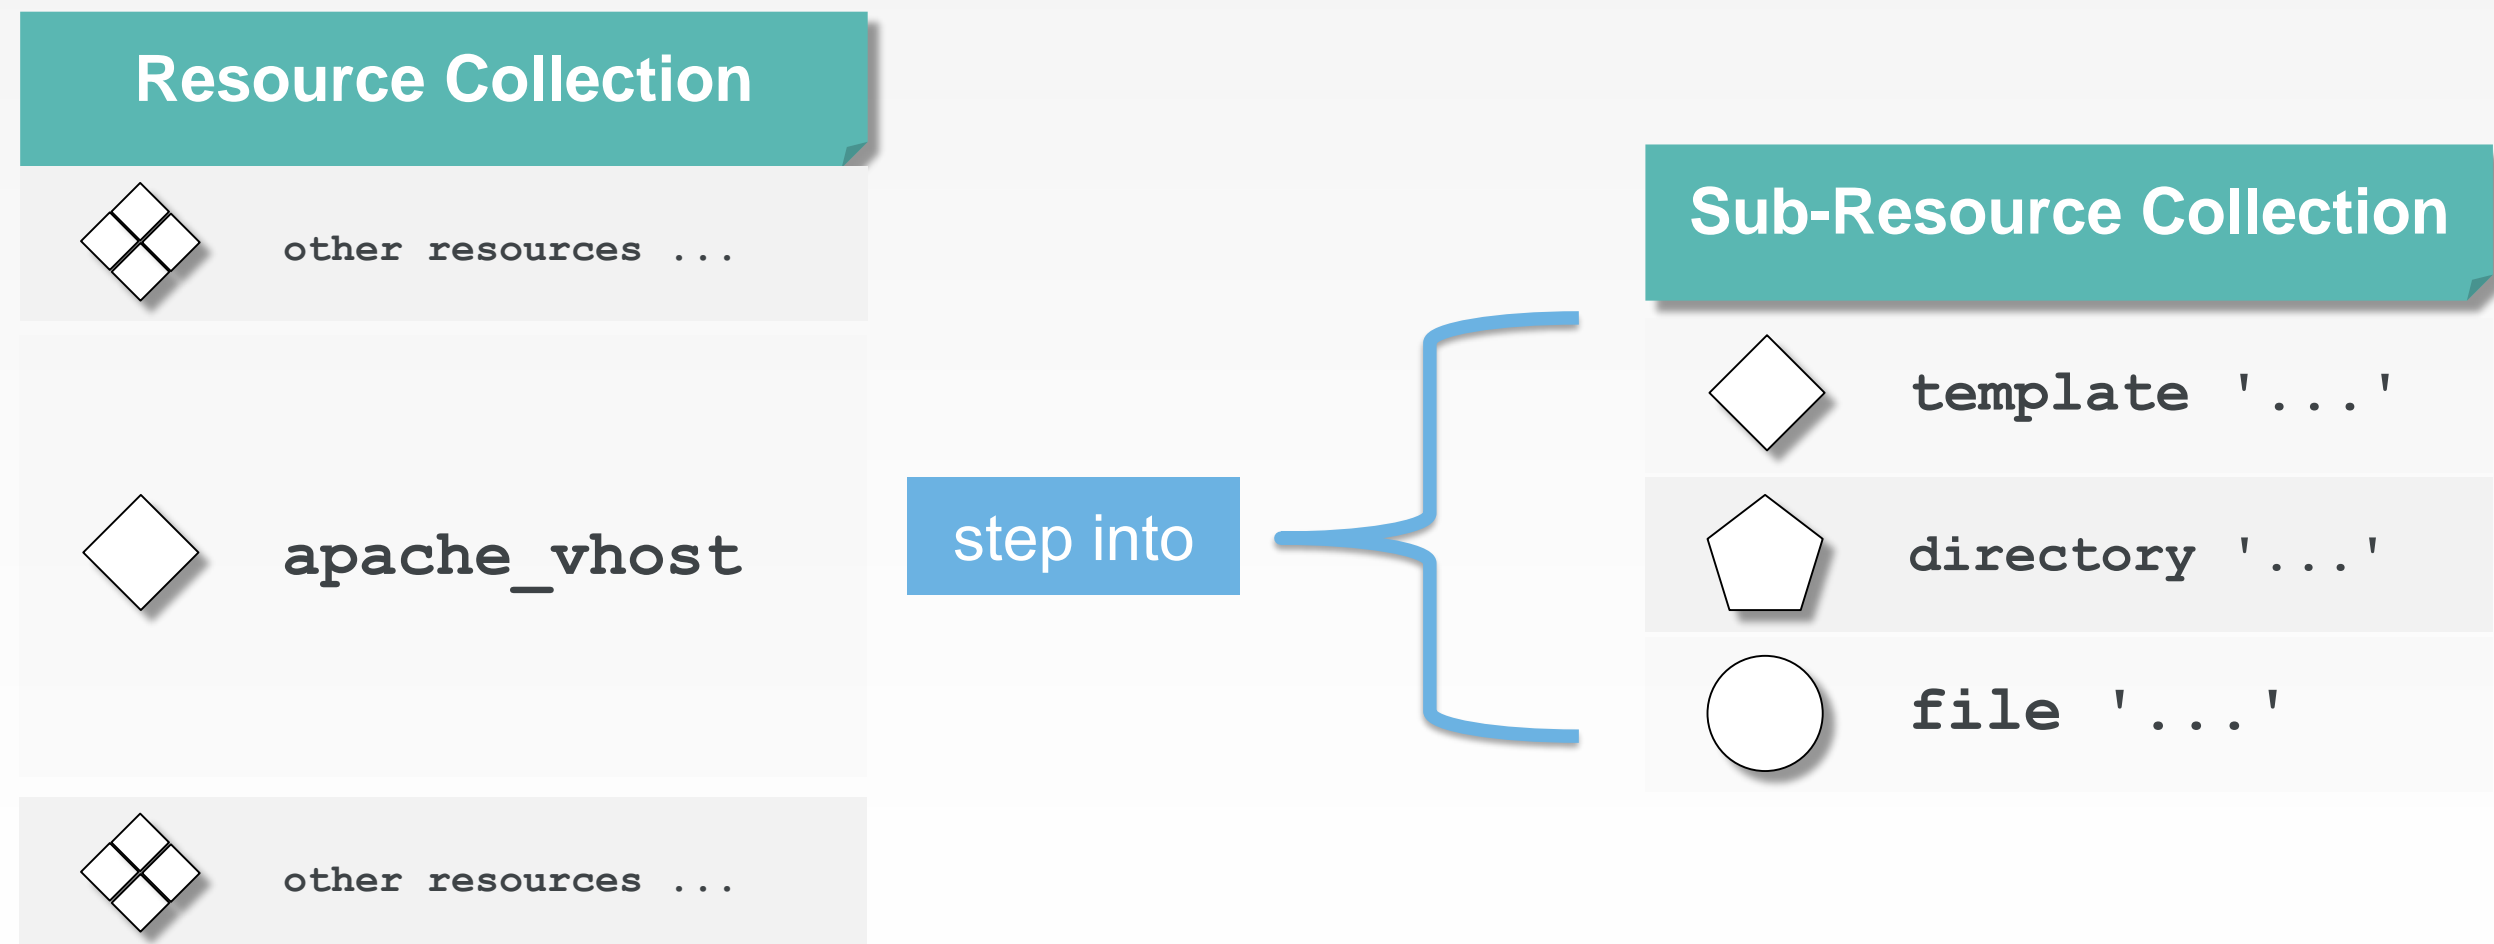 Resource Collection
other resources ...
apache_vhost
other resources ...
step into
Sub-Resource Collection
template '...'
directory '...'
file '...'